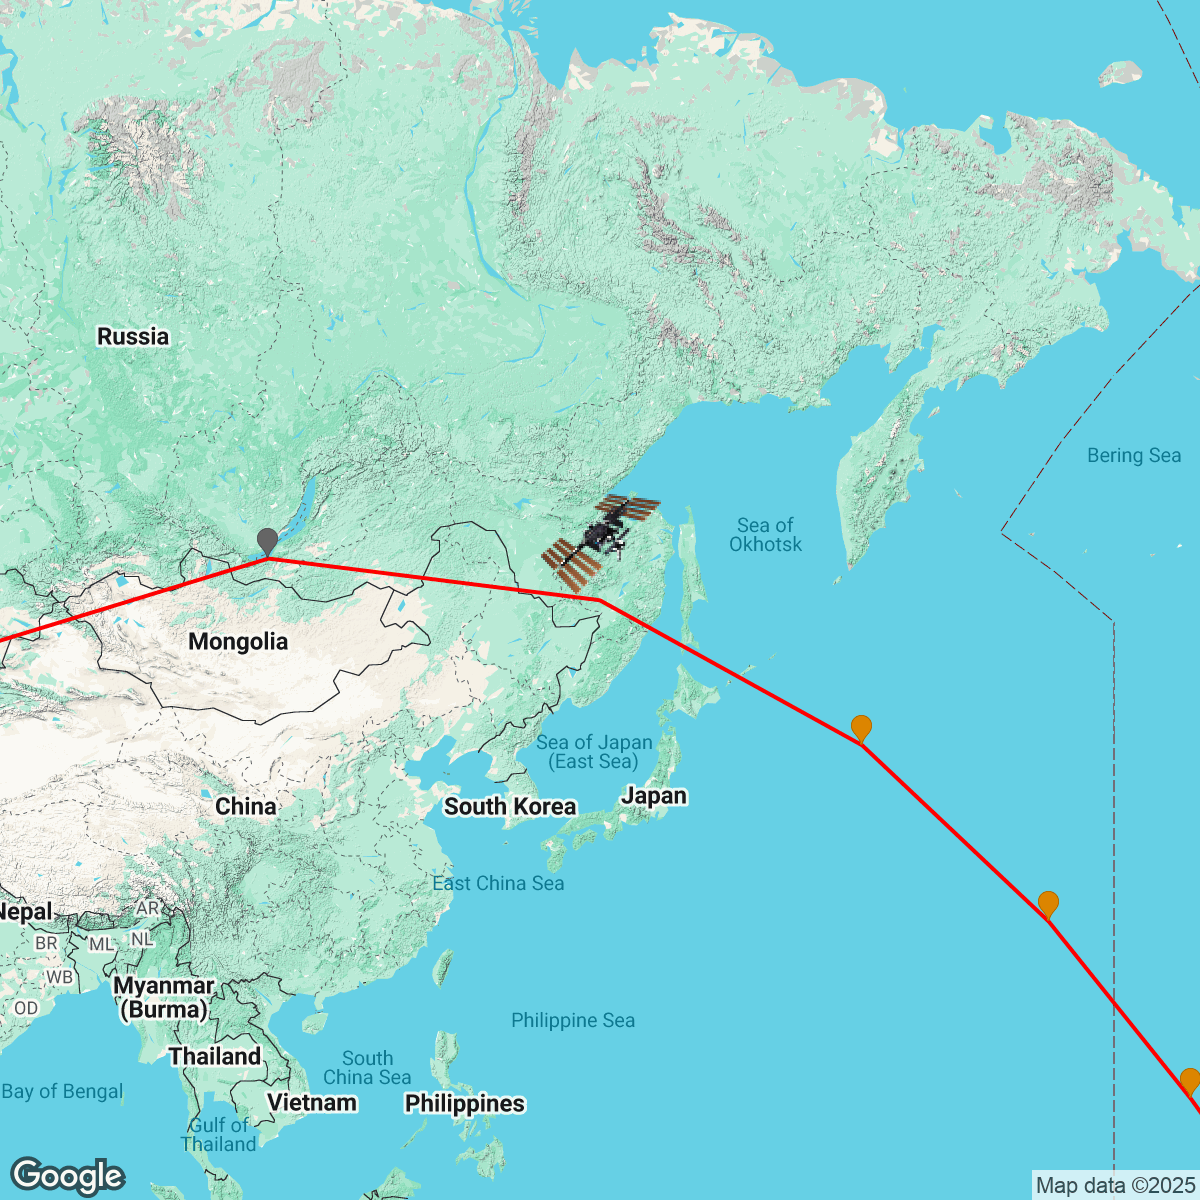 Russia
Bering Sea
Sea of
Okhotsk
Mongolia
Sea of Japan
(East Sea)
Japan
China
South Korea
East China Sea
Nepal
AR
BR
ML
NL
WB
Myanmar
(Burma)
OD
Philippine Sea
Thailand
South
China Sea
Bay of Bengal
Vietnam
Philippines
Gulf of
Thailand
Google
Map data ©2025